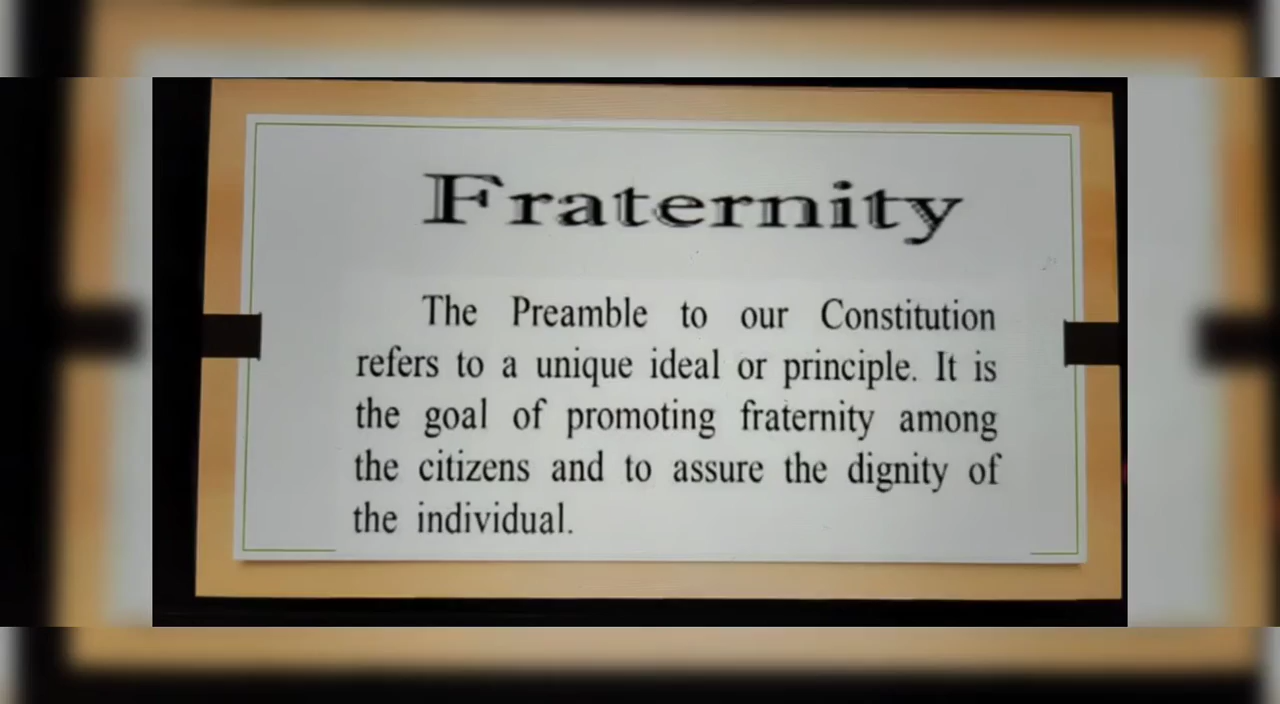 Fraternity
The Preamble to our Constitution
refers to a unique ideal or principle. It is
the goal of promoting fraternity among
the citizens and to assure the dignity of
the individual.